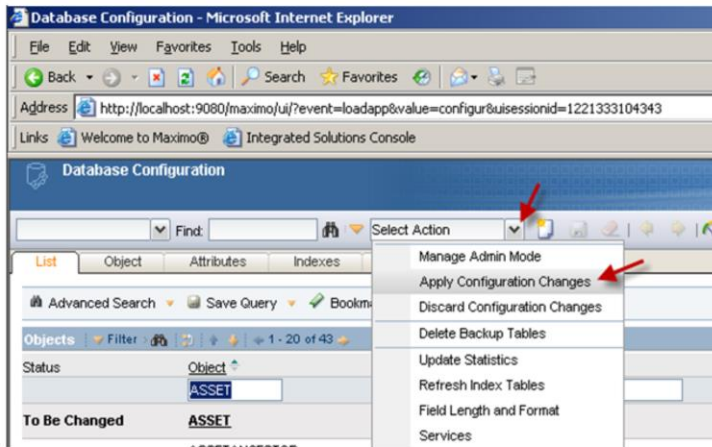 Database Configuration - Microsoft Internet Explorer
File Edit View Favorites Tools Help
Back Search Favorites
Address http://localhost:9080/maximo/ui/?event=loadapp&value=configur&uisessionid=1221333104343
Links Welcome to Maximo® Integrated Solutions Console
Database Configuration
Find: Select Action
List Object Attributes Indexes
Manage Admin Mode
Apply Configuration Changes
Discard Configuration Changes
Delete Backup Tables
Update Statistics
Refresh Index Tables
Field Length and Format
Services
Advanced Search Save Query Bookm
Objects Filter 1 - 20 of 43
Status Object
ASSET
To Be Changed ASSET